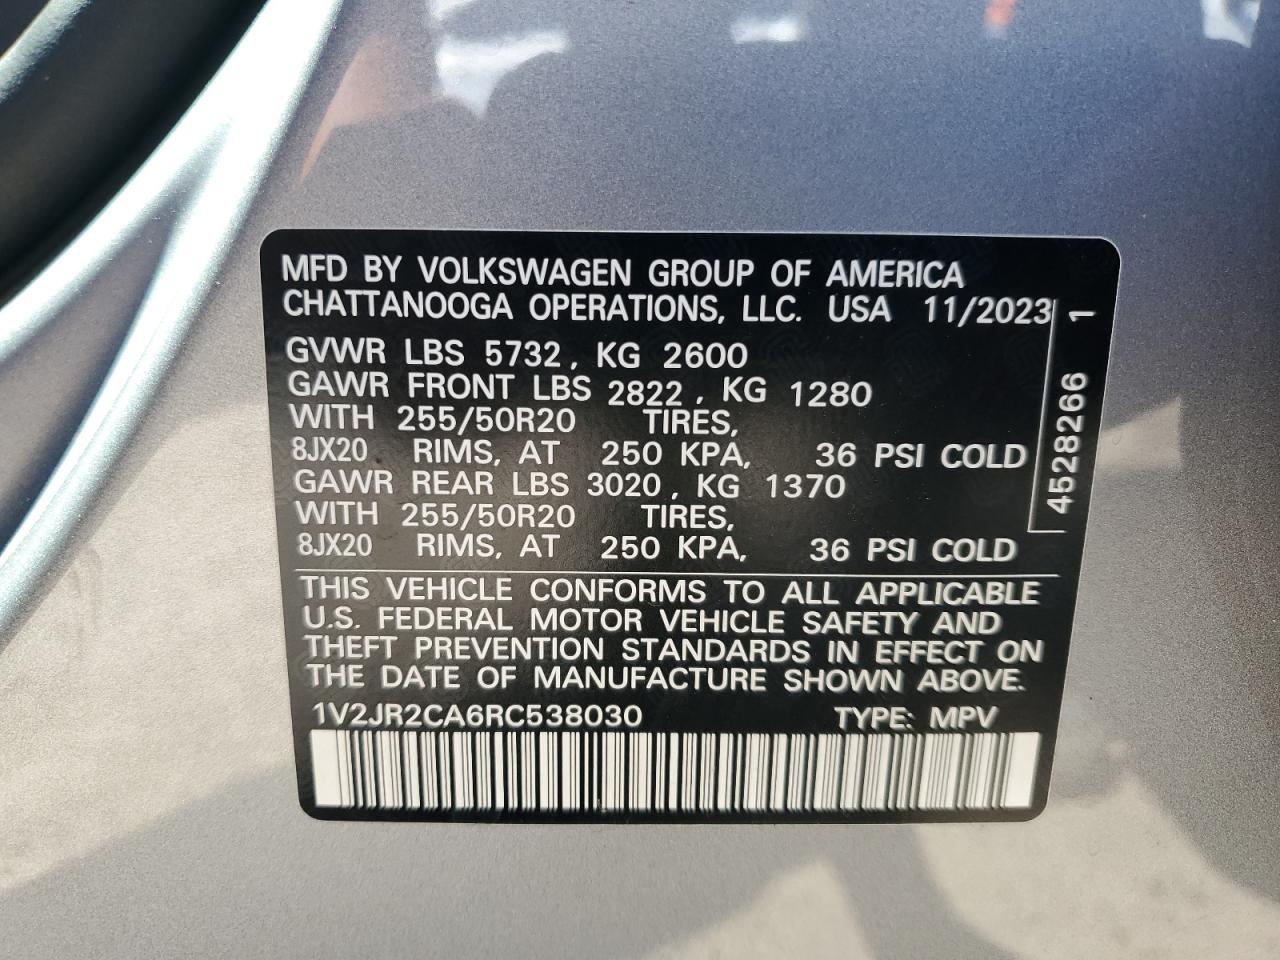 MFD BY VOLKSWAGEN GROUP OF AMERICA
CHATTANOOGA OPERATIONS, LLC. USA 11/2023
GVWR LBS 5732, KG 2600
GAWR FRONT LBS 2822, KG 1280
WITH 255/50R20 TIRES,
8JX20 RIMS, AT 250 KPA, 36 PSI COLD
GAWR REAR LBS 3020, KG 1370
WITH 255/50R20 TIRES,
8JX20 RIMS, AT 250 KPA, 36 PSI COLD
THIS VEHICLE CONFORMS TO ALL APPLICABLE
U.S. FEDERAL MOTOR VEHICLE SAFETY AND
THEFT PREVENTION STANDARDS IN EFFECT ON
THE DATE OF MANUFACTURE SHOWN ABOVE.
1V2JR2CA6RC538030 TYPE: MPV
4528266 1